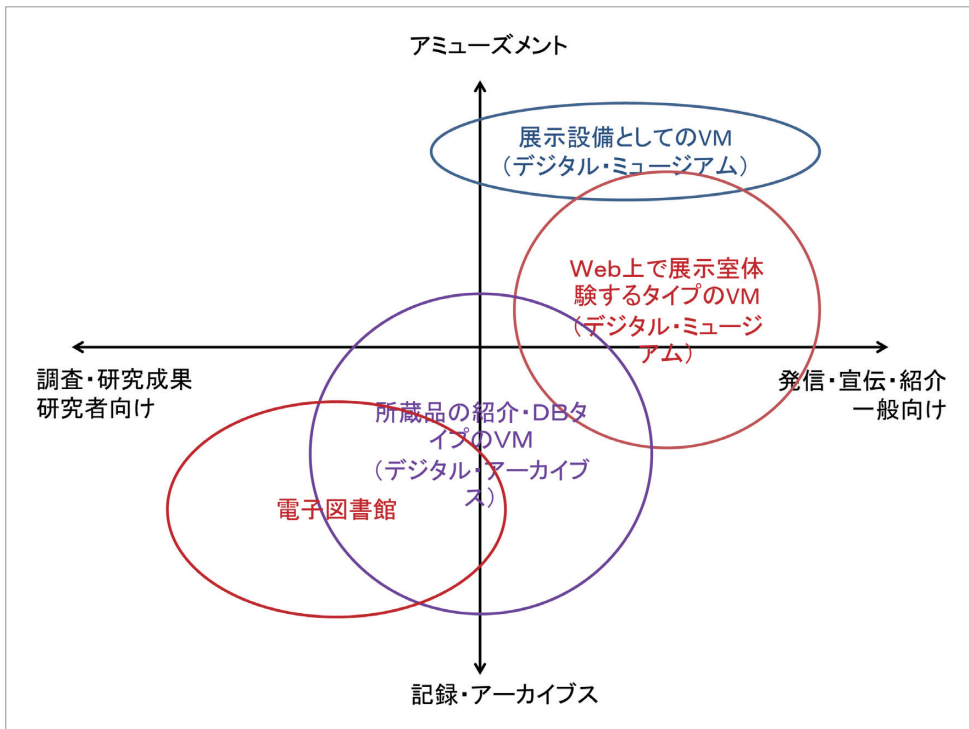 アミューズメント
展示設備としてのVM
（デジタル・ミュージアム）
Web上で展示室体
験するタイプのVM
（デジタル・ミュージ
アム）
調査・研究成果
研究者向け
発信・宣伝・紹介
一般向け
所蔵品の紹介・DBタ
イプのVM
（デジタル・アーカイブ
ス）
電子図書館
記録・アーカイブス